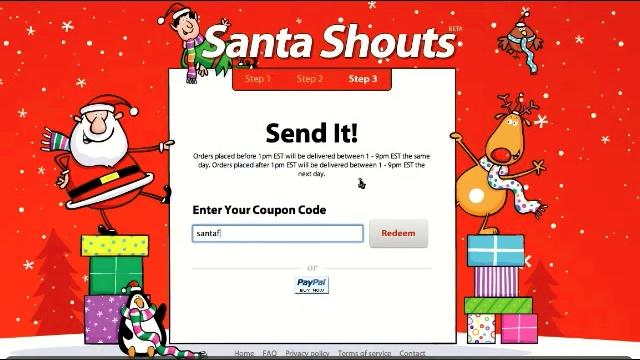 Santa Shouts BETA
Step 1 Step 2 Step 3
Send It!
Orders placed before 1pm EST will be delivered between 1 - 9pm EST the same
day. Orders placed after 1pm EST will be delivered between 1 - 9pm EST the
next day.
Enter Your Coupon Code
santaf
Redeem
or
PayPal
BUY NOW
Home FAQ Privacy policy Terms of service Contact